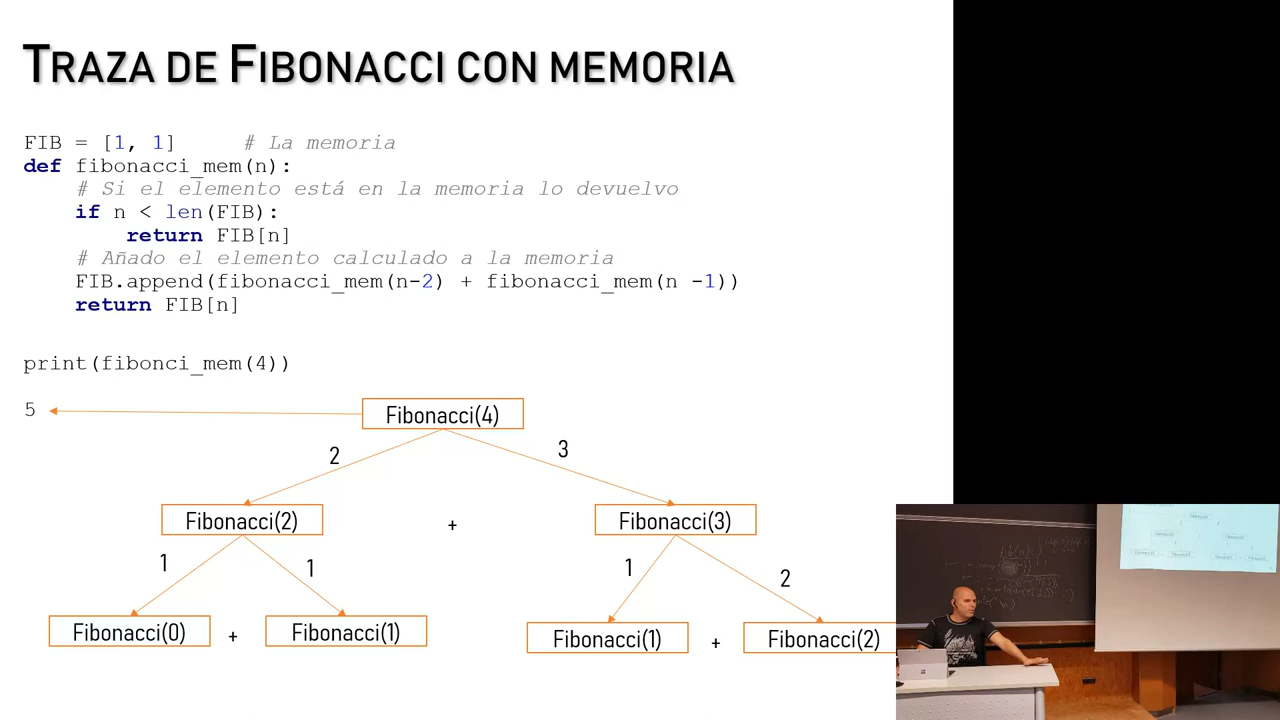 TRAZA DE FIBONACCI CON MEMORIA
FIB = [1, 1]     # La memoria
def fibonacci_mem(n):
    # Si el elemento está en la memoria lo devuelvo
    if n < len(FIB):
        return FIB[n]
    # Añado el elemento calculado a la memoria
    FIB.append(fibonacci_mem(n-2) + fibonacci_mem(n -1))
    return FIB[n]
print(fibonci_mem(4))
5
Fibonacci(4)
2
3
Fibonacci(2)
+
Fibonacci(3)
1
1
1
2
Fibonacci(0)
+
Fibonacci(1)
Fibonacci(1)
+
Fibonacci(2)